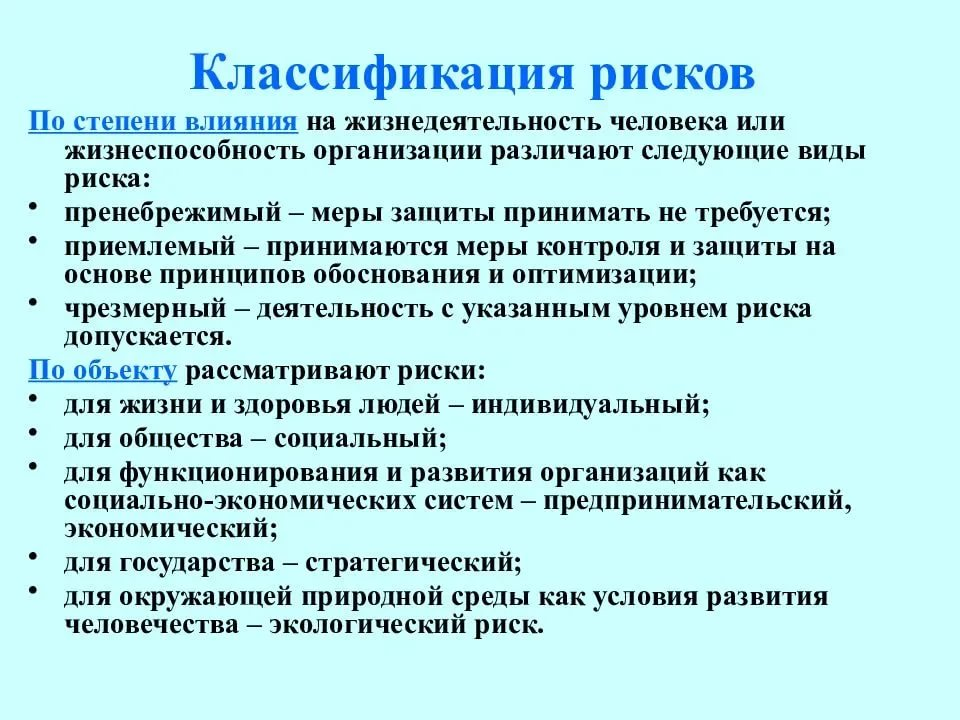 Классификация рисков
По степени влияния на жизнедеятельность человека или
жизнеспособность организации различают следующие виды
риска:
• пренебрежимый – меры защиты принимать не требуется;
• приемлемый – принимаются меры контроля и защиты на
основе принципов обоснования и оптимизации;
• чрезмерный – деятельность с указанным уровнем риска
допускается.
По объекту рассматривают риски:
• для жизни и здоровья людей – индивидуальный;
• для общества – социальный;
• для функционирования и развития организаций как
социально-экономических систем – предпринимательский,
экономический;
• для государства – стратегический;
• для окружающей природной среды как условия развития
человечества – экологический риск.